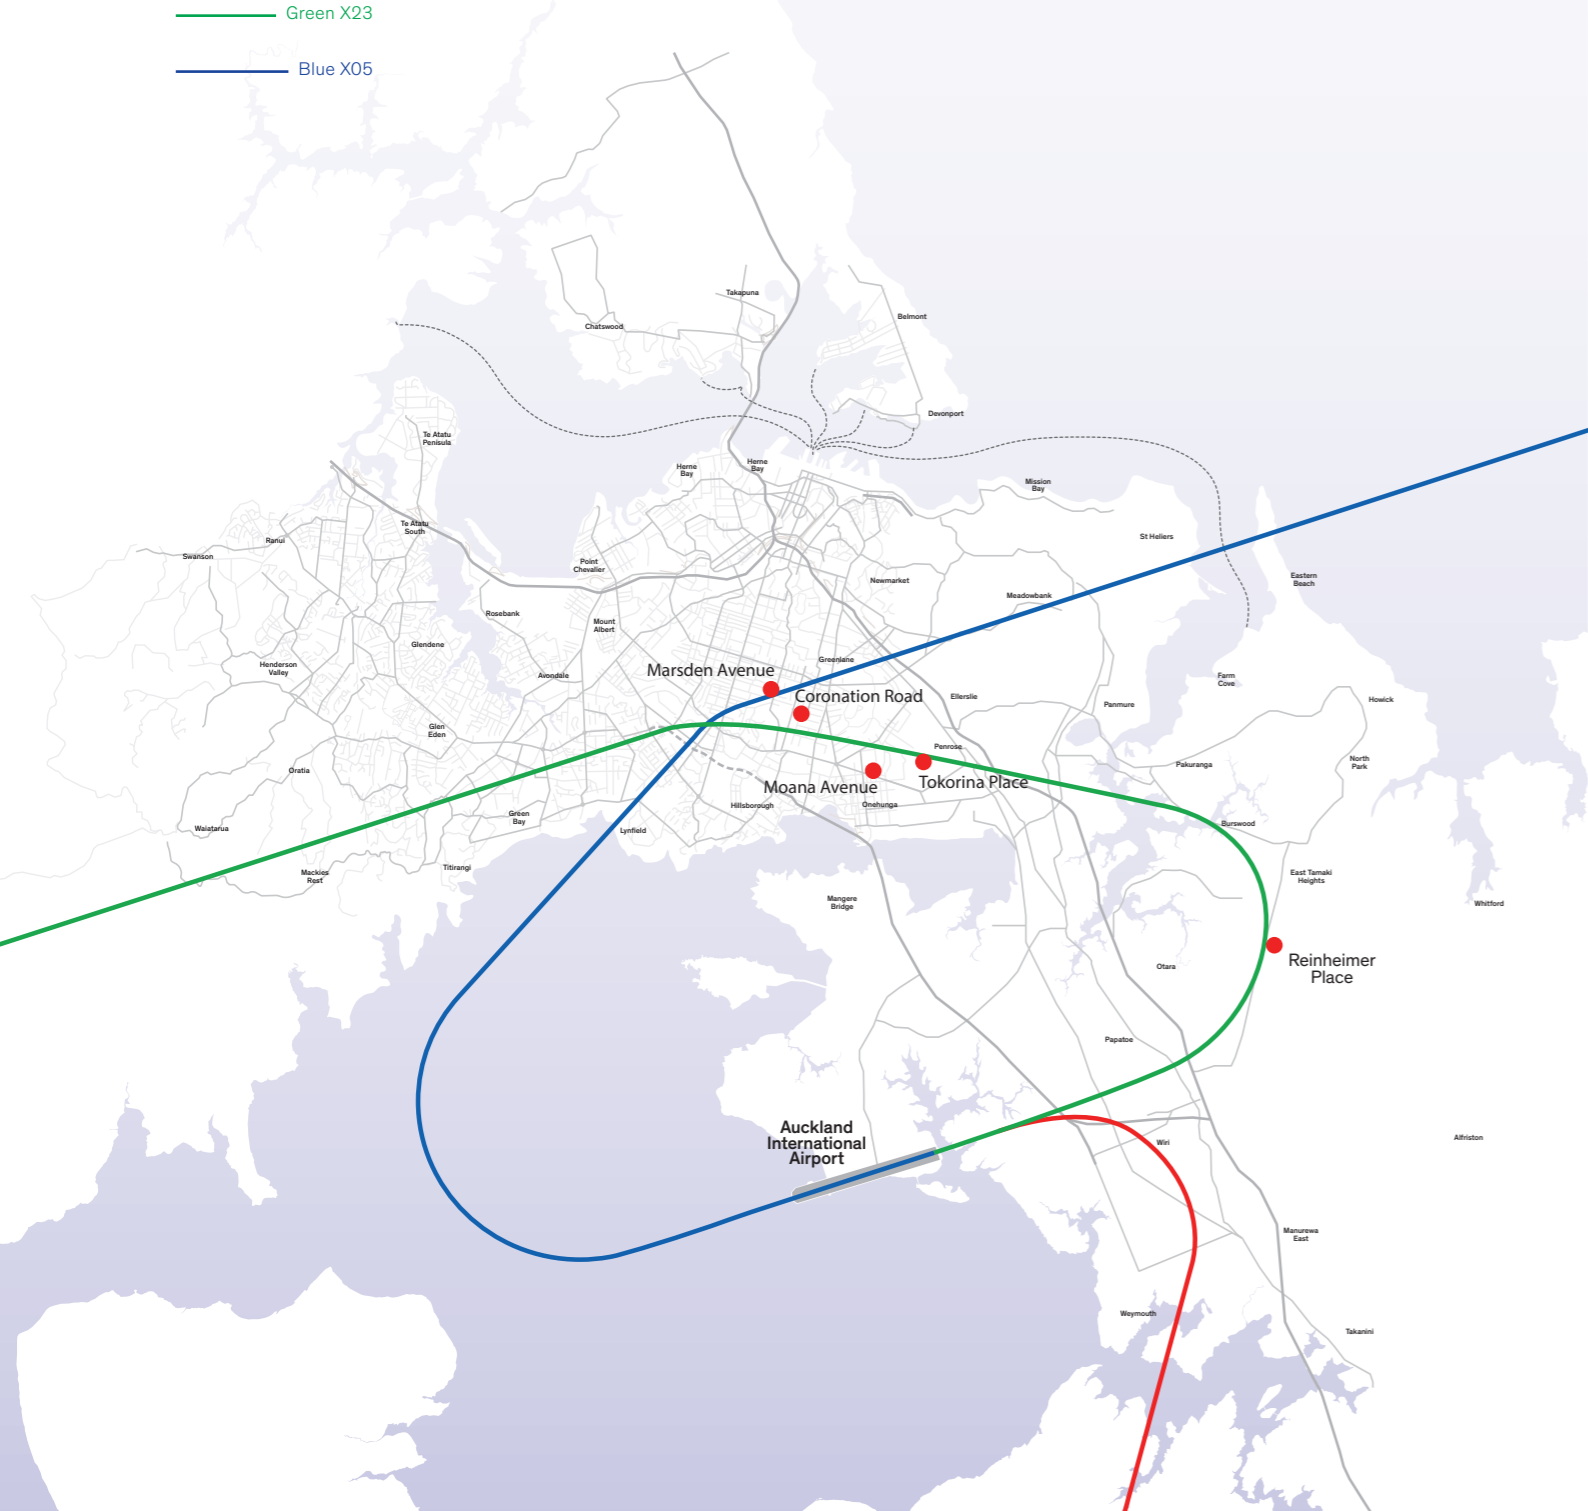 Green X23
Blue X05
Takapuna
Belmont
Chatswood
Devonport
Te Atatu
Penisula
Herne
Bay
Herne
Bay
Mission
Bay
Te Atatu
South
St Heliers
Ranui
Swanson
Point
Chevalier
Newmarket
Eastern
Beach
Meadowbank
Rosebank
Mount
Albert
Glendene
Greenlane
Henderson
Valley
Marsden Avenue
Avondale
Farm
Cove
Coronation Road
Ellerslie
Panmure
Howick
Glen
Eden
Penrose
North
Park
Pakuranga
Oratia
Tokorina Place
Moana Avenue
Hillsborough
Onehunga
Green
Bay
Burswood
Waiatarua
Lynfield
Titirangi
Mackies
Rest
East Tamaki
Heights
Mangere
Bridge
Whitford
Otara
Reinheimer
Place
Papatoe
Auckland
International
Airport
Wiri
Alfriston
Manurewa
East
Weymouth
Takanini